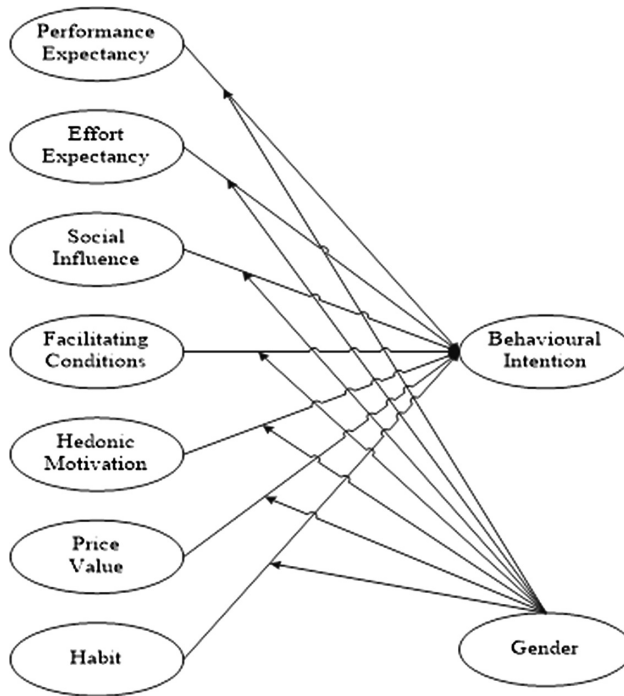 Performance
Expectancy
Effort
Expectancy
Social
Influence
Facilitating
Conditions
Hedonic
Motivation
Price
Value
Habit
Behavioural
Intention
Gender